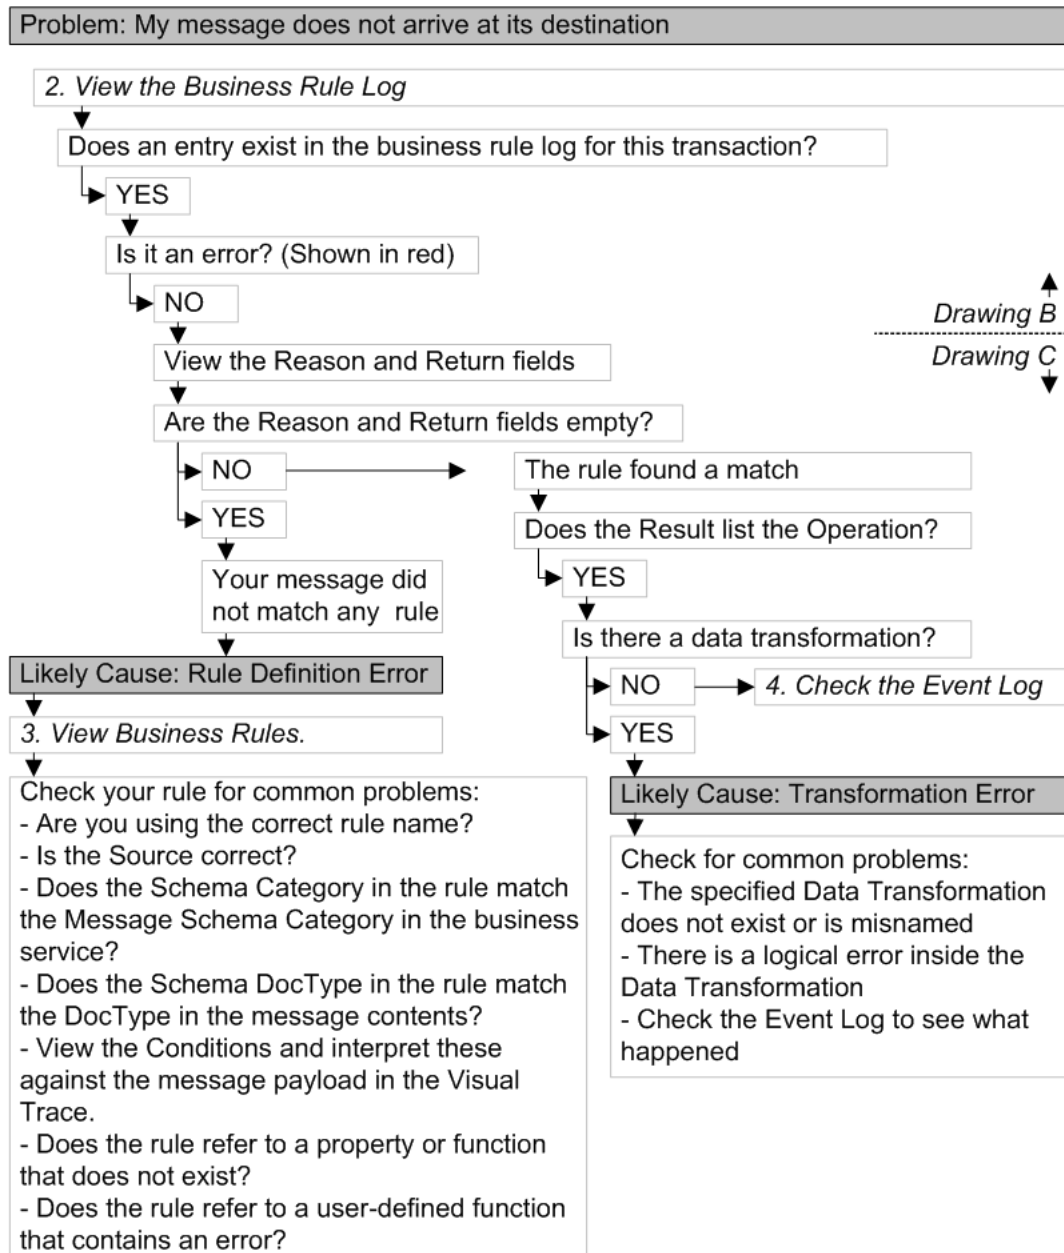 Problem: My message does not arrive at its destination
2. View the Business Rule Log
Does an entry exist in the business rule log for this transaction?
YES
Is it an error? (Shown in red)
NO
Drawing B
Drawing C
View the Reason and Return fields
Are the Reason and Return fields empty?
NO
YES
Your message did
not match any rule
Likely Cause: Rule Definition Error
3. View Business Rules.
Check your rule for common problems:
- Are you using the correct rule name?
- Is the Source correct?
- Does the Schema Category in the rule match
the Message Schema Category in the business
service?
- Does the Schema DocType in the rule match
the DocType in the message contents?
- View the Conditions and interpret these
against the message payload in the Visual
Trace.
- Does the rule refer to a property or function
that does not exist?
- Does the rule refer to a user-defined function
that contains an error?
The rule found a match
Does the Result list the Operation?
YES
Is there a data transformation?
NO
4. Check the Event Log
YES
Likely Cause: Transformation Error
Check for common problems:
- The specified Data Transformation
does not exist or is misnamed
- There is a logical error inside the
Data Transformation
- Check the Event Log to see what
happened